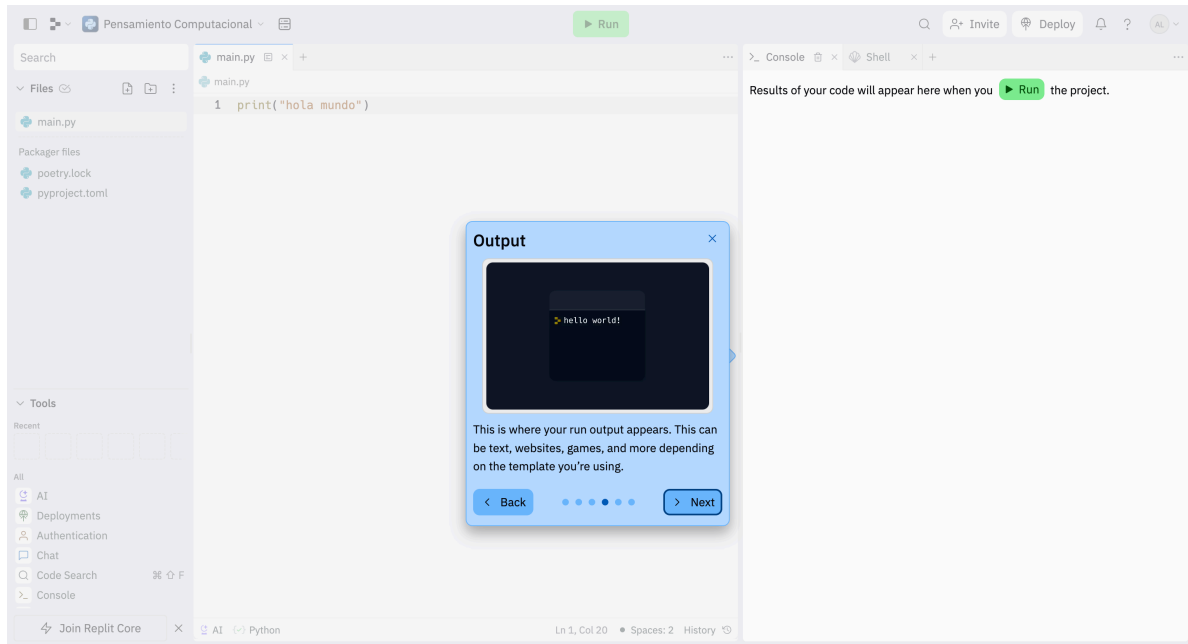 Pensamiento Computacional
Run
Invite
Deploy
?
AL
Search
Files
main.py
Packager files
poetry.lock
pyproject.toml
Tools
Recent
All
AI
Deployments
Authentication
Chat
Code Search ⌘ ⇧ F
Console
Join Replit Core
main.py
main.py
1 print("hola mundo")
AI Python
Ln 1, Col 20 • Spaces: 2 History
Output
hello world!
This is where your run output appears. This can
be text, websites, games, and more depending
on the template you’re using.
Back
Next
Console
Shell
Results of your code will appear here when you Run the project.